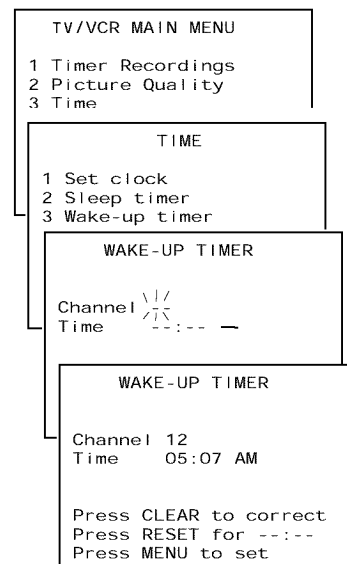 TV/VCR MAIN MENU
1 Timer Recordings
2 Picture Quality
3 Time
TIME
1 Set clock
2 Sleep timer
3 Wake-up timer
WAKE-UP TIMER
Channel --
Time --:-- —
WAKE-UP TIMER
Channel 12
Time 05:07 AM
Press CLEAR to correct
Press RESET for --:--
Press MENU to set